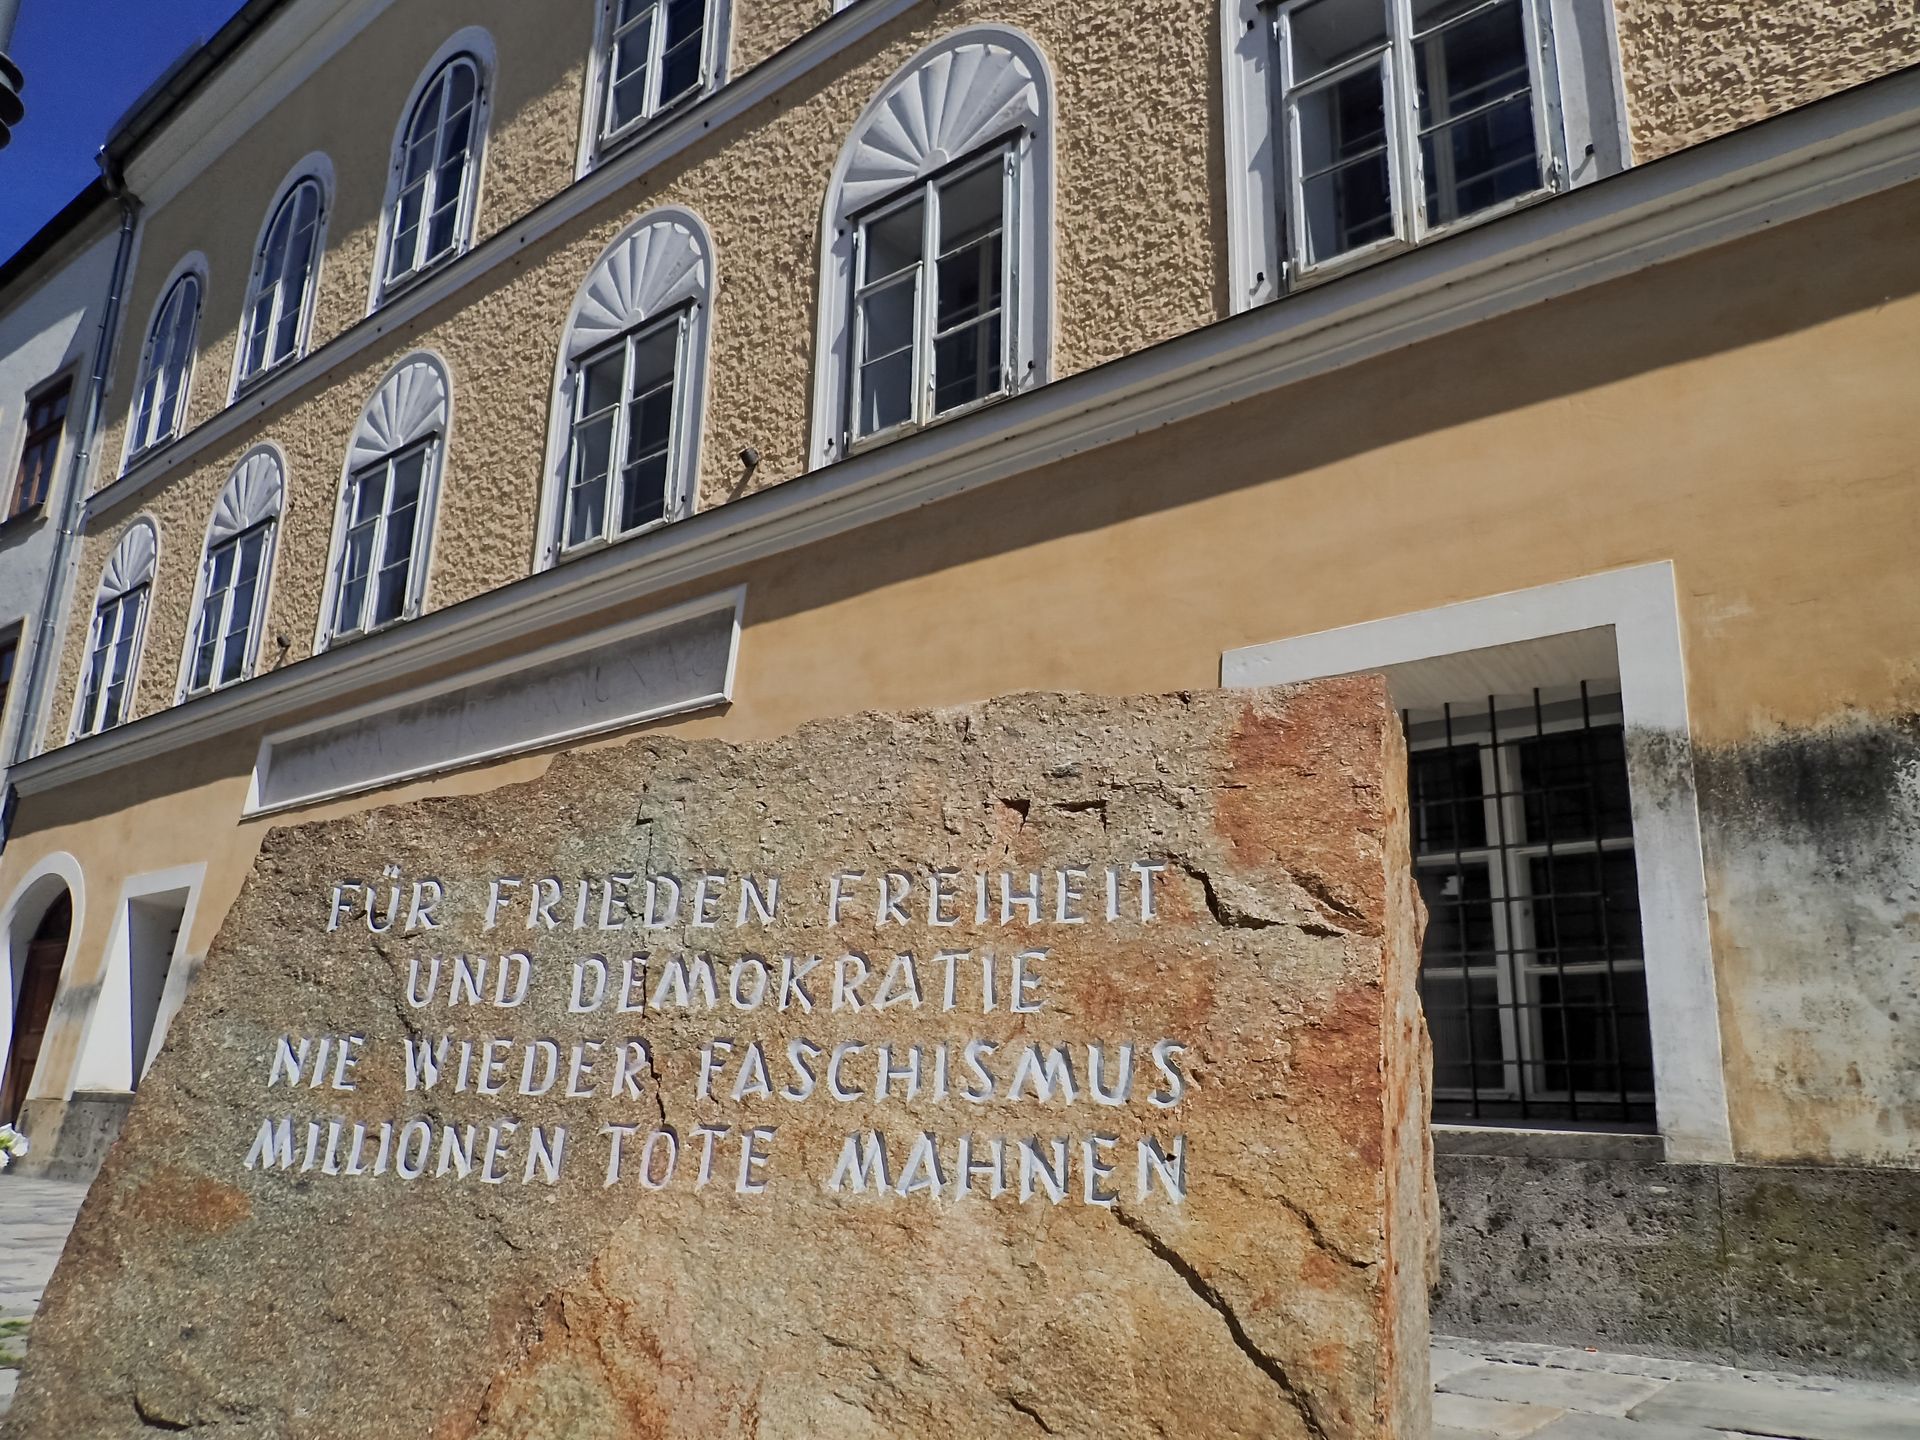 FÜR FRIEDEN FREIHEIT
UND DEMOKRATIE
NIE WIEDER FASCHISMUS
MILLIONEN TOTE MAHNEN